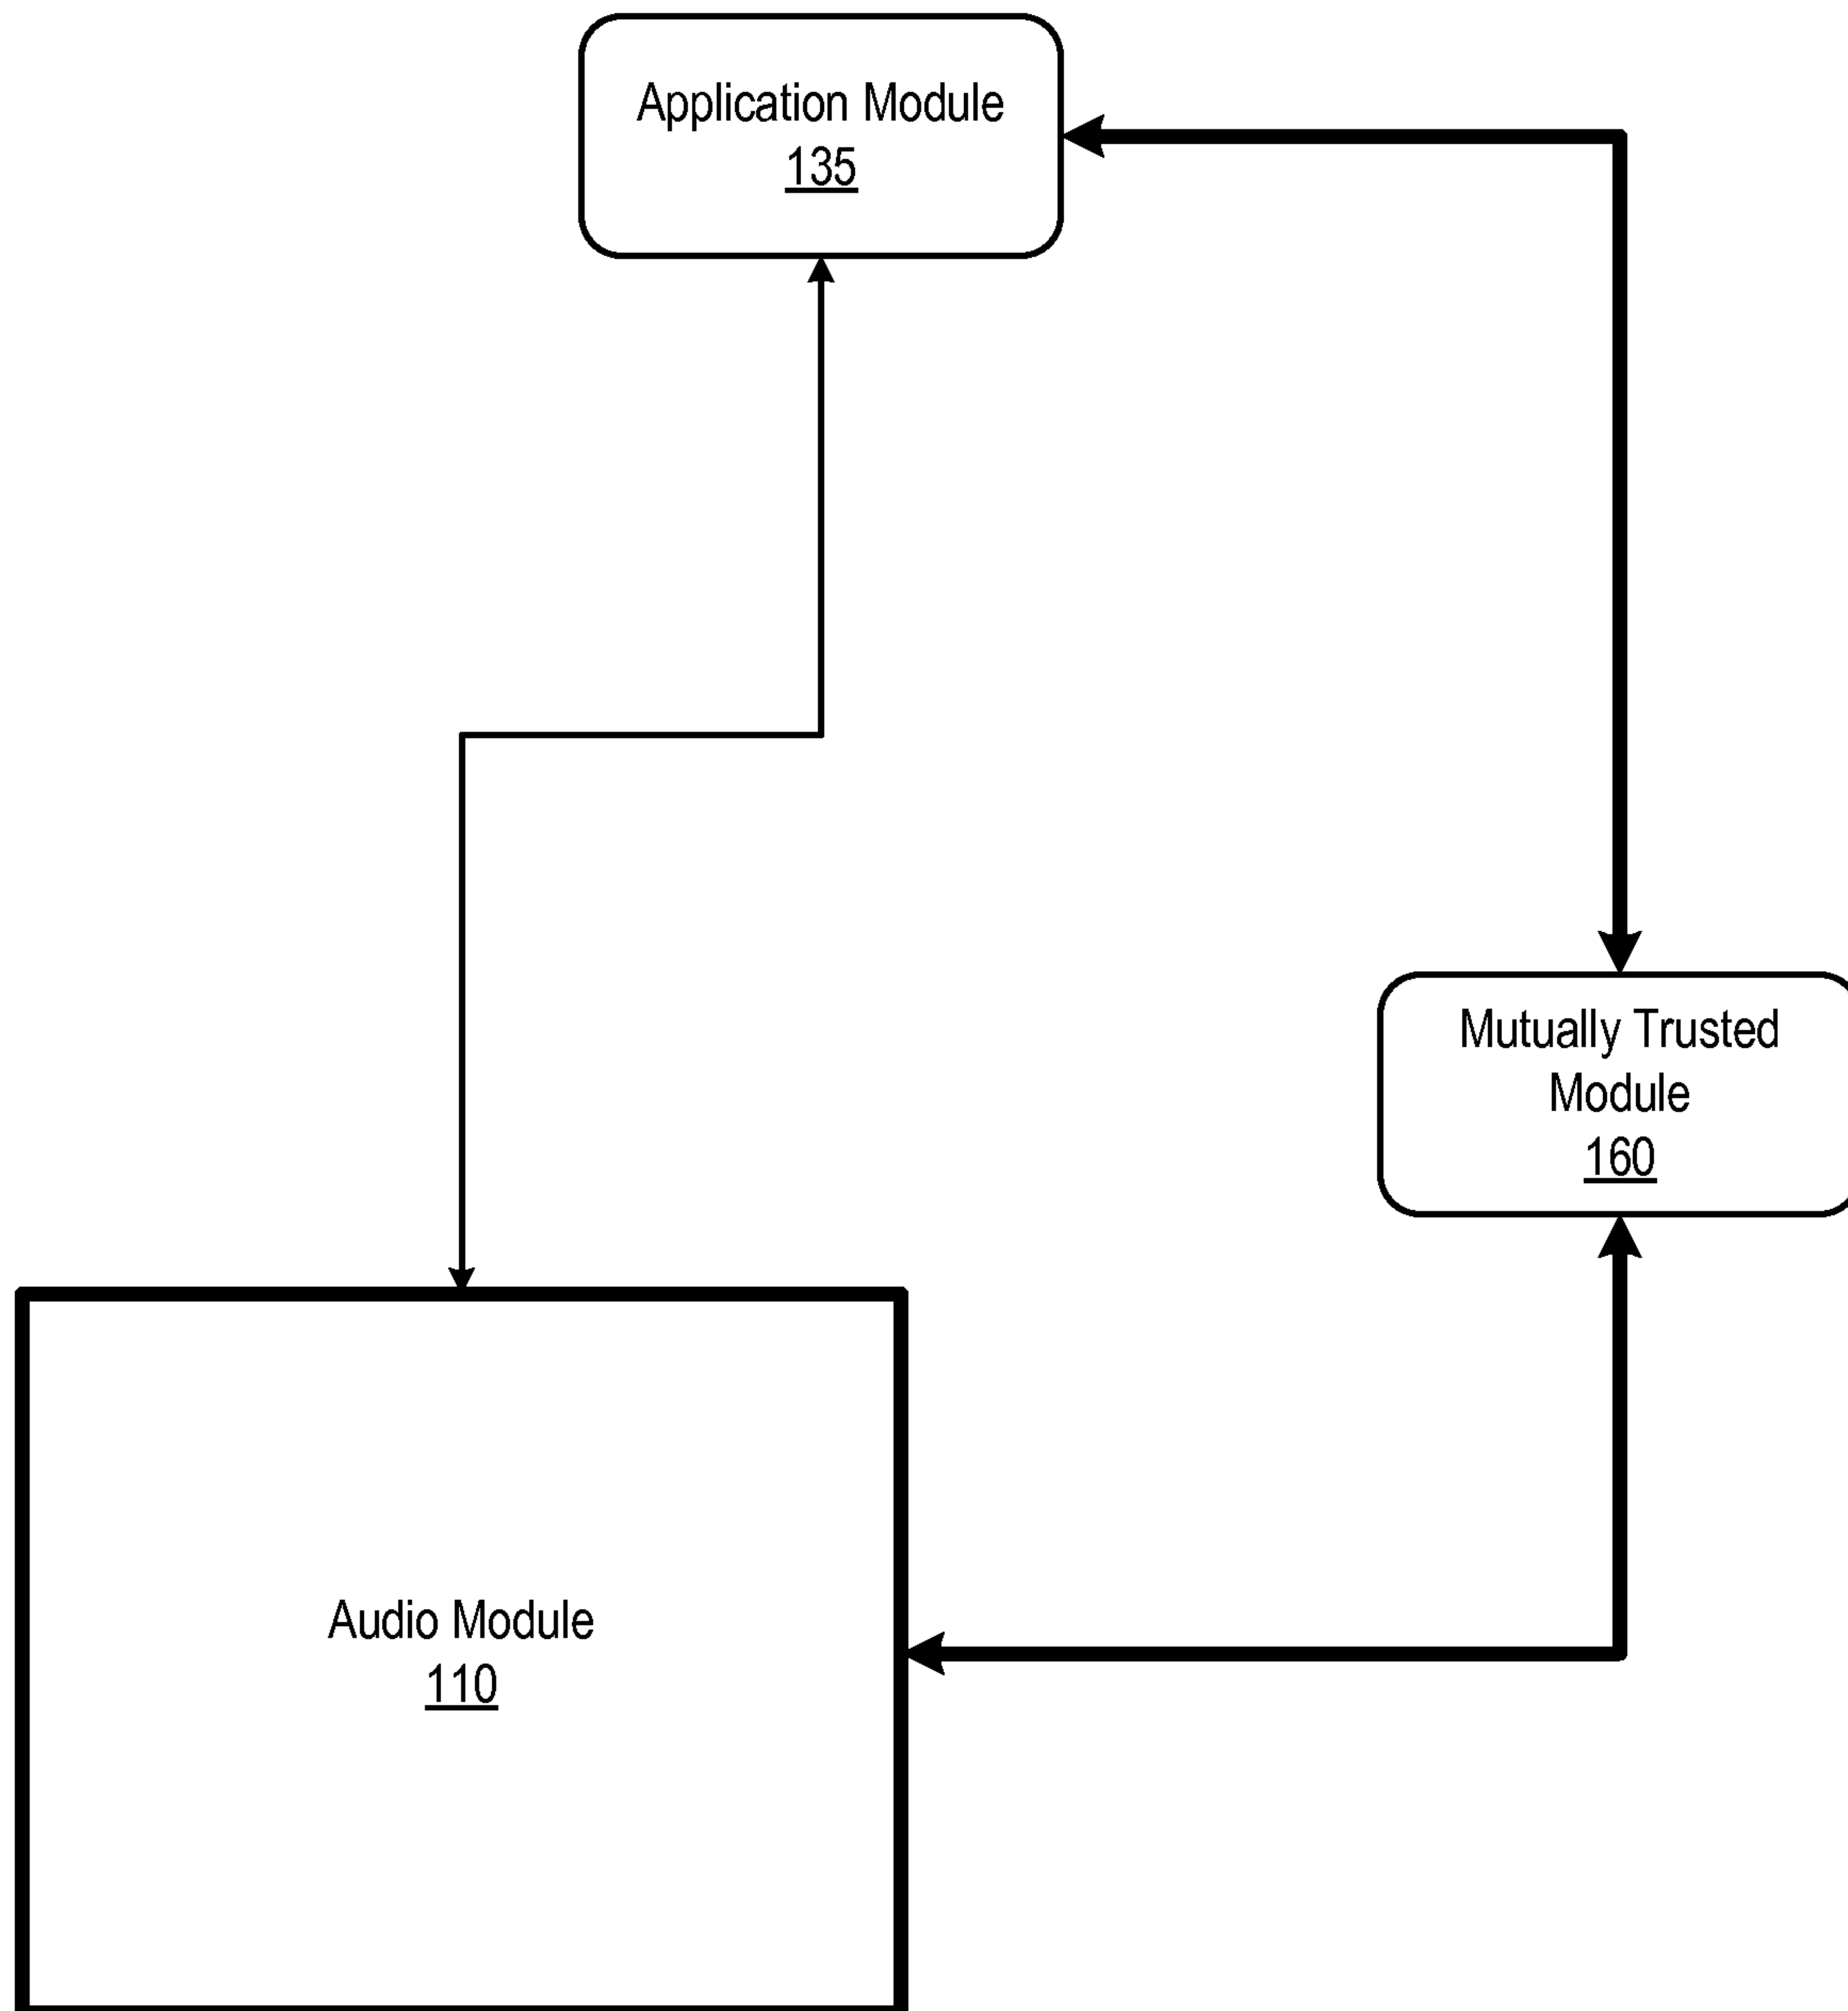 Application Module
135
Mutually Trusted
Module
160
Audio Module
110